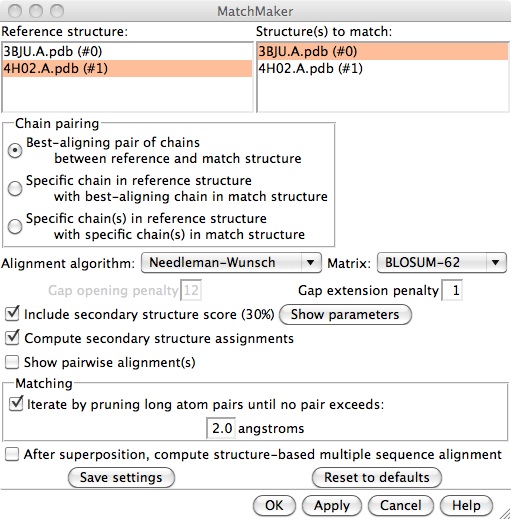 MatchMaker
Reference structure:
Structure(s) to match:
3BJU.A.pdb (#0)
4H02.A.pdb (#1)
3BJU.A.pdb (#0)
4H02.A.pdb (#1)
Chain pairing
Best-aligning pair of chains
between reference and match structure
Specific chain in reference structure
with best-aligning chain in match structure
Specific chain(s) in reference structure
with specific chain(s) in match structure
Alignment algorithm: Needleman-Wunsch Matrix: BLOSUM-62
Gap opening penalty 12 Gap extension penalty 1
Include secondary structure score (30%) Show parameters
Compute secondary structure assignments
Show pairwise alignment(s)
Matching
Iterate by pruning long atom pairs until no pair exceeds:
2.0 angstroms
After superposition, compute structure-based multiple sequence alignment
Save settings Reset to defaults
OK Apply Cancel Help